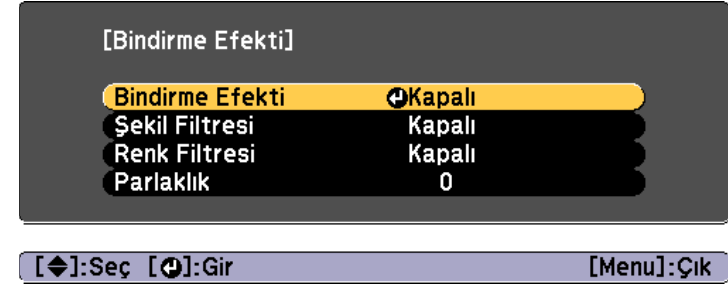 [Bindirme Efekti]
Bindirme Efekti Kapalı
Şekil Filtresi Kapalı
Renk Filtresi Kapalı
Parlaklık 0
[◆]:Seç [⏎]:Gir [Menu]:Çık